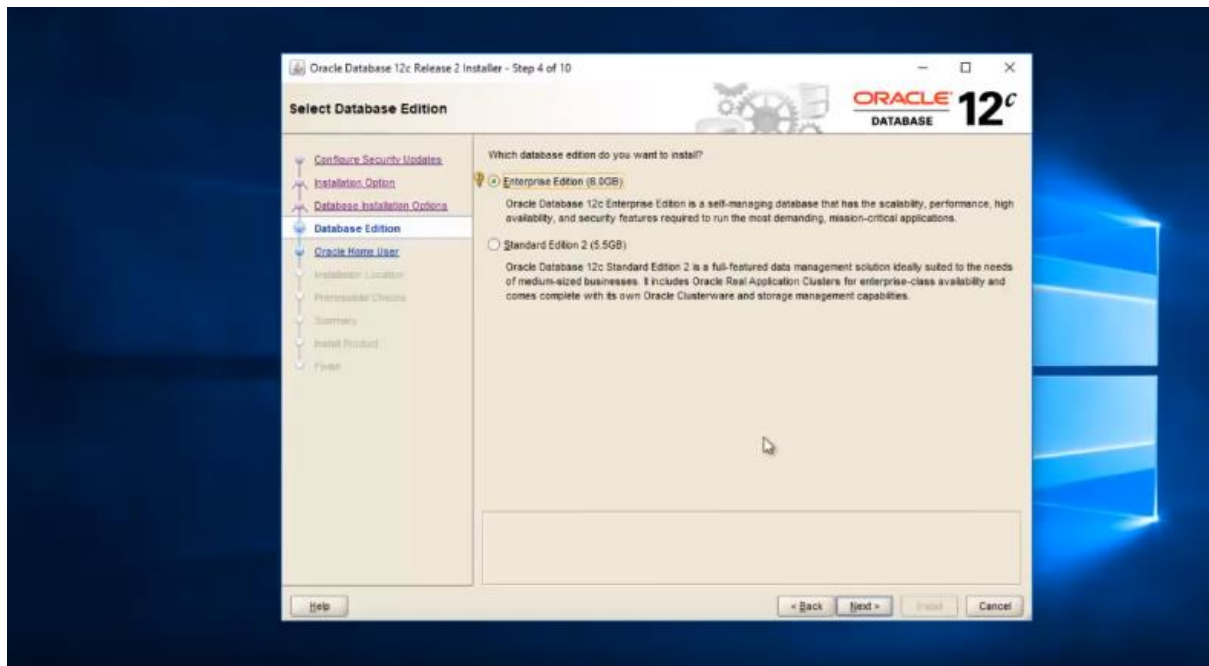 Oracle Database 12c Release 2 Installer - Step 4 of 10
Select Database Edition
ORACLE
DATABASE
12c
Configure Security Updates
Installation Option
Database Installation Options
Database Edition
Oracle Home User
Installation Location
Prerequisite Checks
Summary
Install Product
Finish
Which database edition do you want to install?
Enterprise Edition (6.0GB)
Oracle Database 12c Enterprise Edition is a self-managing database that has the scalability, performance, high
availability, and security features required to run the most demanding, mission-critical applications.
Standard Edition 2 (5.5GB)
Oracle Database 12c Standard Edition 2 is a full-featured data management solution ideally suited to the needs
of medium-sized businesses. It includes Oracle Real Application Clusters for enterprise-class availability and
comes complete with its own Oracle Clusterware and storage management capabilities.
Help
< Back
Next >
Install
Cancel